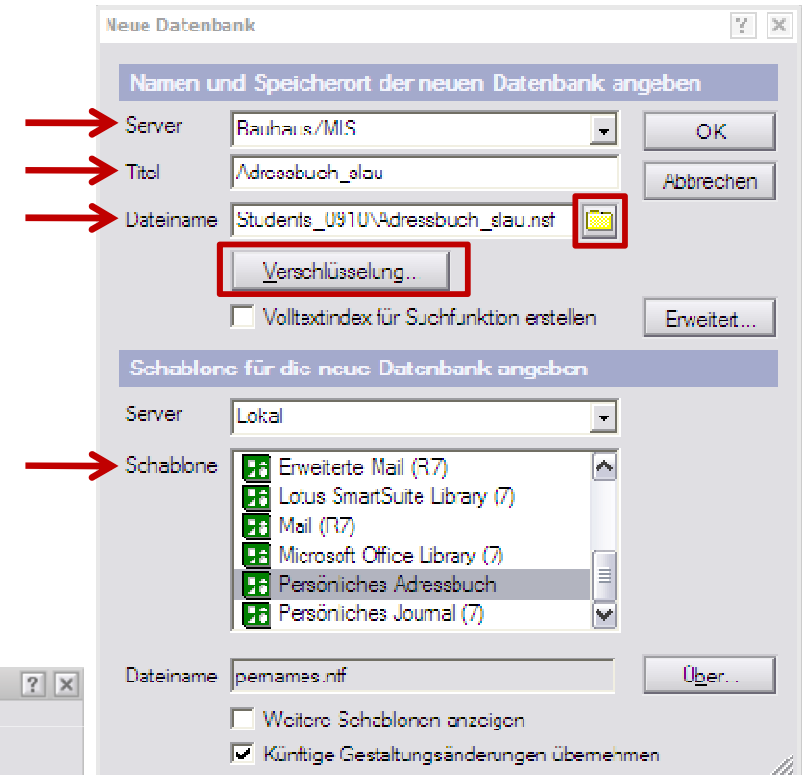 Neue Datenbank
Namen und Speicherort der neuen Datenbank angeben
Server Bauhaus/MIS OK
Titel Adressbuch_slau Abbrechen
Dateiname Students_0910\Adressbuch_slau.nsf
Verschlüsselung..
Volltextindex für Suchfunktion erstellen Erweitert...
Schablone für die neue Datenbank angeben
Server Lokal
Schablone Erweiterte Mail (R7)
Lotus SmartSuite Library (7)
Mail (R7)
Microsoft Office Library (7)
Persönliches Adressbuch
Persönliches Journal (7)
Dateiname pernames.ntf Über...
Weitere Schablonen anzeigen
Künftige Gestaltungsänderungen übernehmen